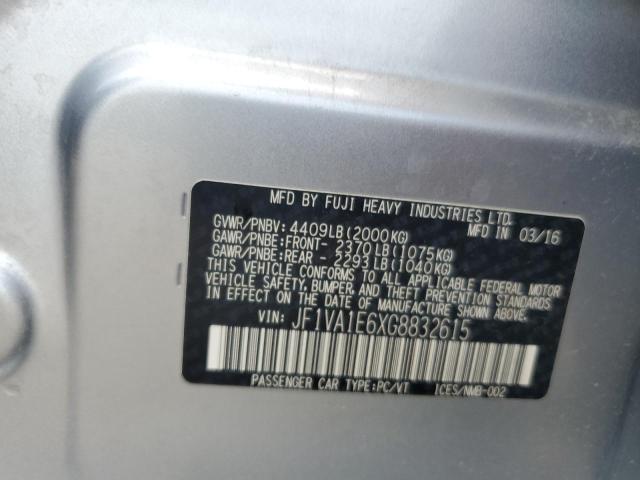 MFD BY FUJI HEAVY INDUSTRIES LTD.
GVWR/PNBV: 4409LB(2000KG) MFD IN 03/16
GAWR/PNBE:FRONT- 2370LB(1075KG)
GAWR/PNBE:REAR - 2293LB(1040KG)
THIS VEHICLE CONFORMS TO ALL APPLICABLE FEDERAL MOTOR
VEHICLE SAFETY, BUMPER, AND THEFT PREVENTION STANDARDS
IN EFFECT ON THE DATE OF MANUFACTURE SHOWN ABOVE.
VIN: JF1VA1E6XG8832615
PASSENGER CAR TYPE:PC/VT ICES/NMB-002